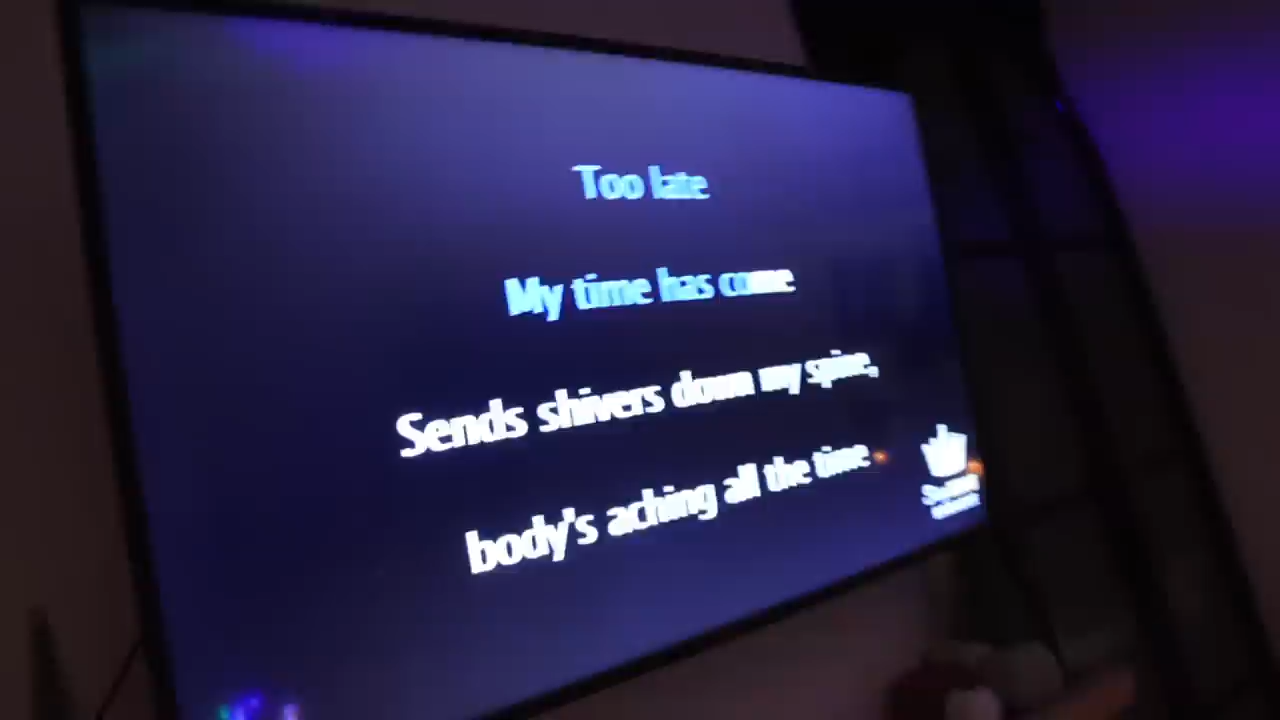 Too late
My time has come
Sends shivers down my spine,
body's aching all the time